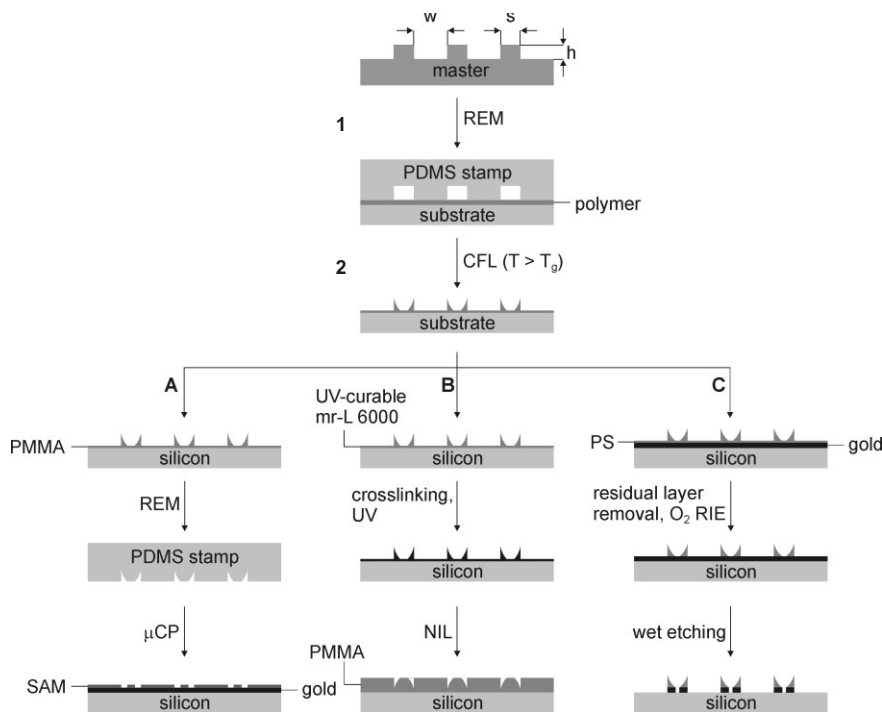 w s
h
master
1 REM
PDMS stamp
polymer
substrate
2 CFL (T > Tg)
substrate
A B C
UV-curable
mr-L 6000
PMMA
silicon
silicon
PS
gold
silicon
REM
crosslinking,
UV
residual layer
removal, O2 RIE
PDMS stamp
silicon
silicon
μCP
NIL
wet etching
PMMA
SAM
gold
silicon
silicon
silicon